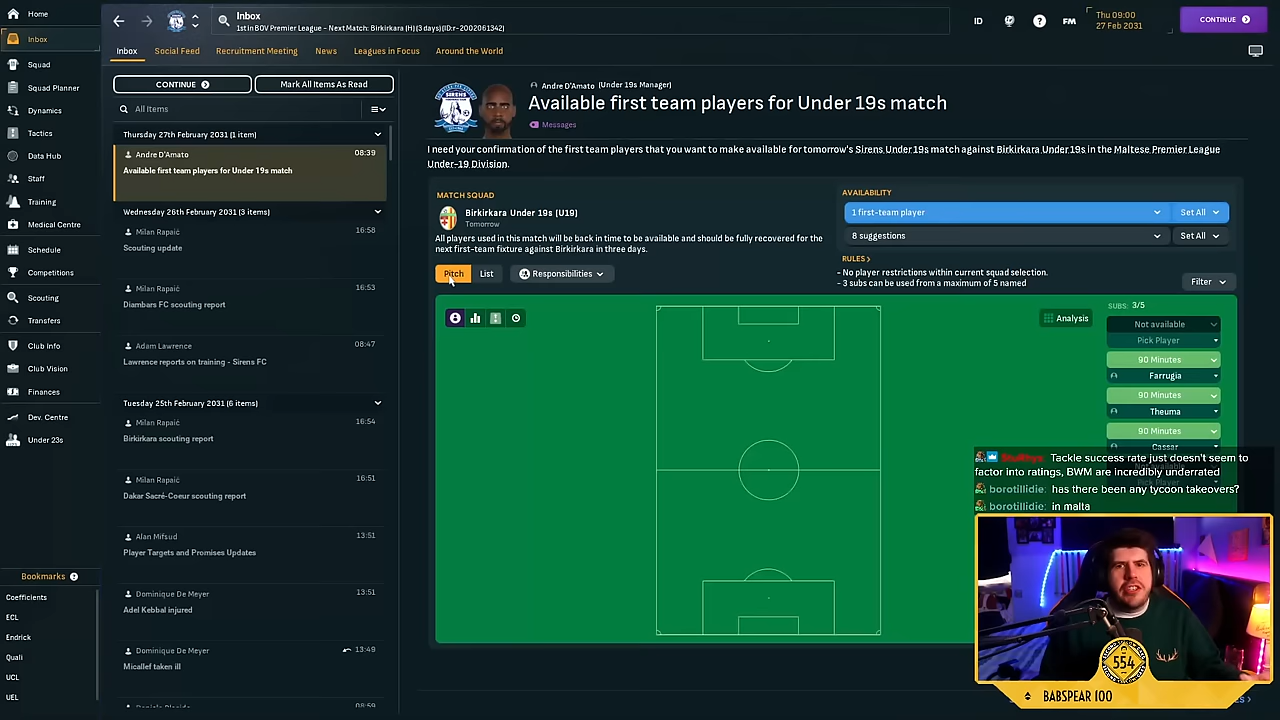 Home
Inbox
Squad
Squad Planner
Dynamics
Tactics
Data Hub
Staff
Training
Medical Centre
Schedule
Competitions
Scouting
Transfers
Club Info
Club Vision
Finances
Dev. Centre
Under 23s
Bookmarks
Coefficients
ECL
Endrick
Quali
UCL
UEL
Inbox
1st in BOV Premier League - Next Match: Birkirkara (H) (3 days) (ID:r-2002061342)
ID
?
FM
Thu 09:00
27 Feb 2031
CONTINUE
Inbox
Social Feed
Recruitment Meeting
News
Leagues in Focus
Around the World
CONTINUE
Mark All Items As Read
All Items
Thursday 27th February 2031 (1 item)
Andre D'Amato
08:39
Available first team players for Under 19s match
Wednesday 26th February 2031 (3 items)
Milan Rapaić
16:58
Scouting update
Milan Rapaić
16:53
Diambars FC scouting report
Adam Lawrence
08:47
Lawrence reports on training - Sirens FC
Tuesday 25th February 2031 (6 items)
Milan Rapaić
16:54
Birkirkara scouting report
Milan Rapaić
16:51
Dakar Sacré-Coeur scouting report
Alan Mifsud
13:51
Player Targets and Promises Updates
Dominique De Meyer
13:51
Adel Kebbal injured
Dominique De Meyer
13:49
Micallef taken ill
08:59
SIRENS
Andre D'Amato (Under 19s Manager)
Available first team players for Under 19s match
Messages
I need your confirmation of the first team players that you want to make available for tomorrow's Sirens Under19s match against Birkirkara Under19s in the Maltese Premier League
Under-19 Division.
MATCH SQUAD
Birkirkara Under 19s (U19)
Tomorrow
All players used in this match will be back in time to be available and should be fully recovered for the
next first-team fixture against Birkirkara in three days.
Pitch
List
Responsibilities
AVAILABILITY
1 first-team player
Set All
8 suggestions
Set All
RULES >
- No player restrictions within current squad selection.
- 3 subs can be used from a maximum of 5 named
Filter
Analysis
SUBS: 3/5
Not available
Pick Player
90 Minutes
Farrugia
90 Minutes
Theuma
90 Minutes
Cassar
Tackle success rate just doesn't seem to
factor into ratings, BWM are incredibly underrated
borotillidie: has there been any tycoon takeovers?
borotillidie: in malta
554
BABSPEAR 100